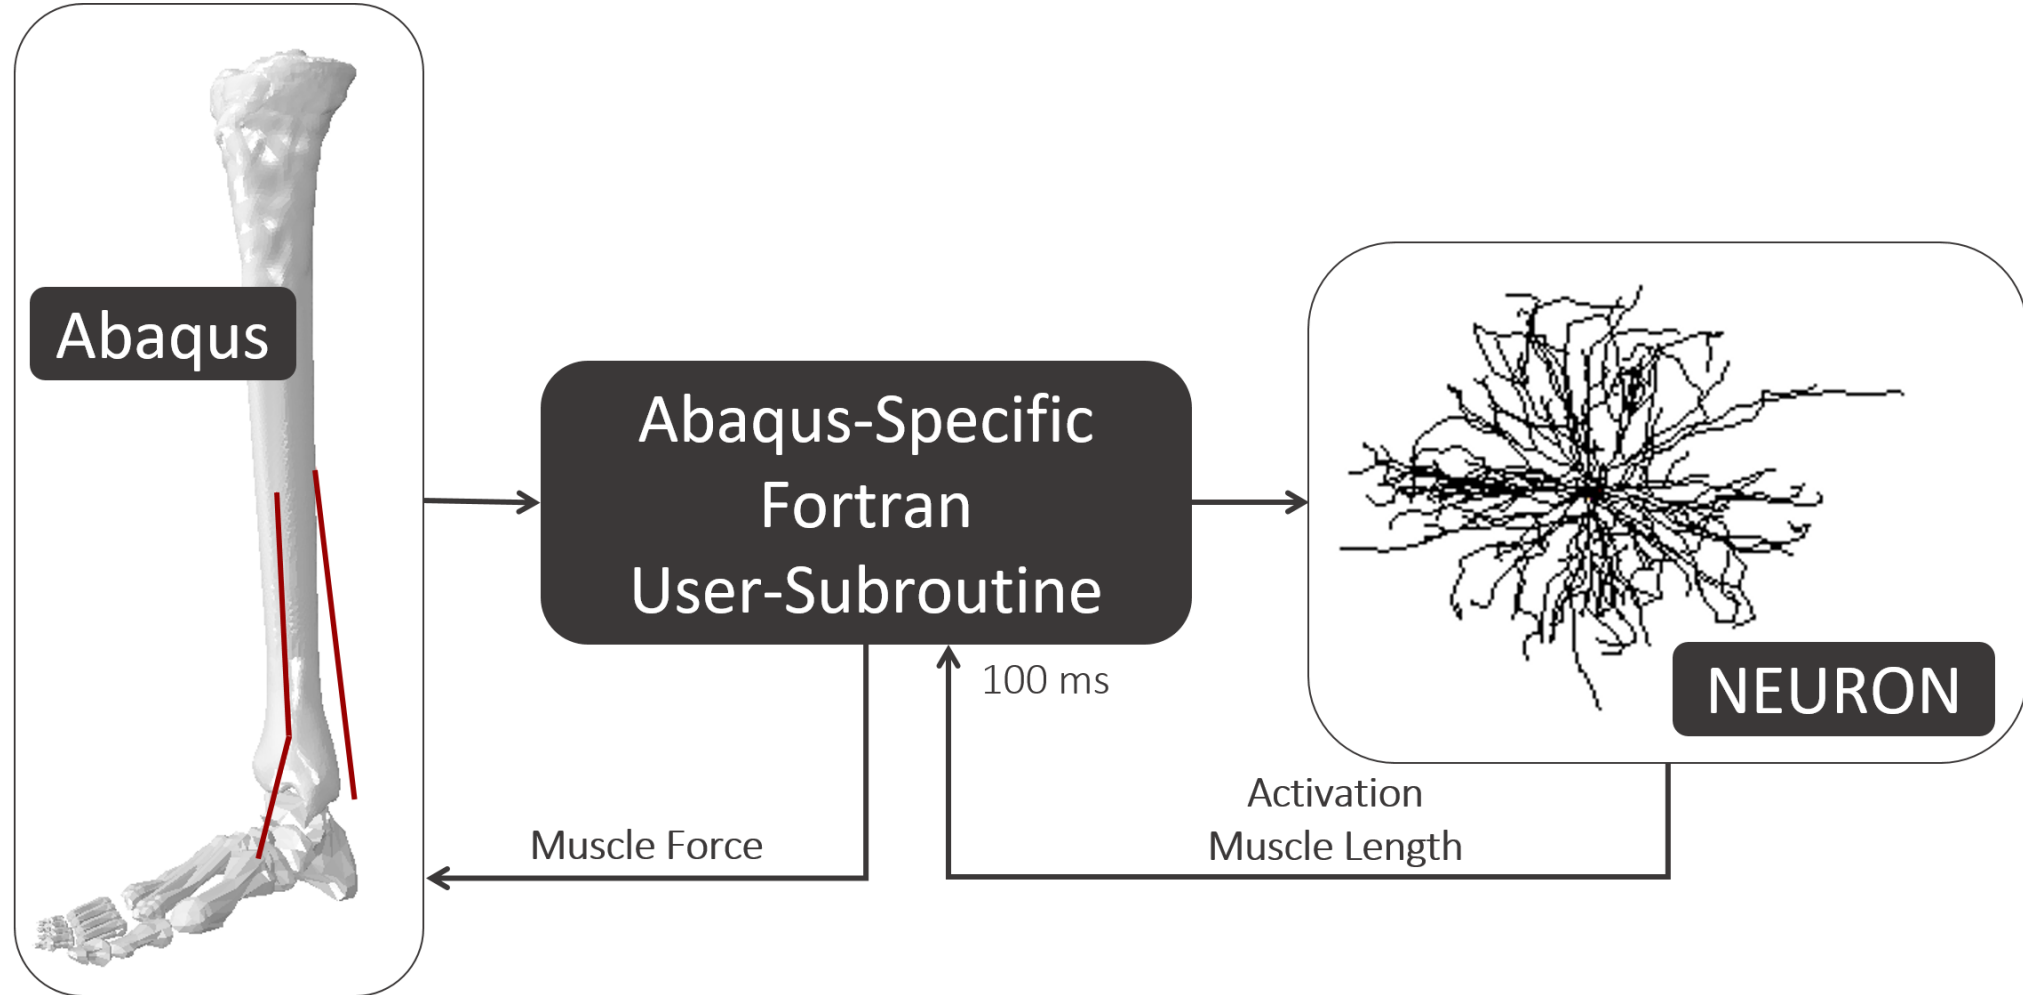 Abaqus
Abaqus-Specific
Fortran
User-Subroutine
100 ms
NEURON
Activation
Muscle Length
Muscle Force